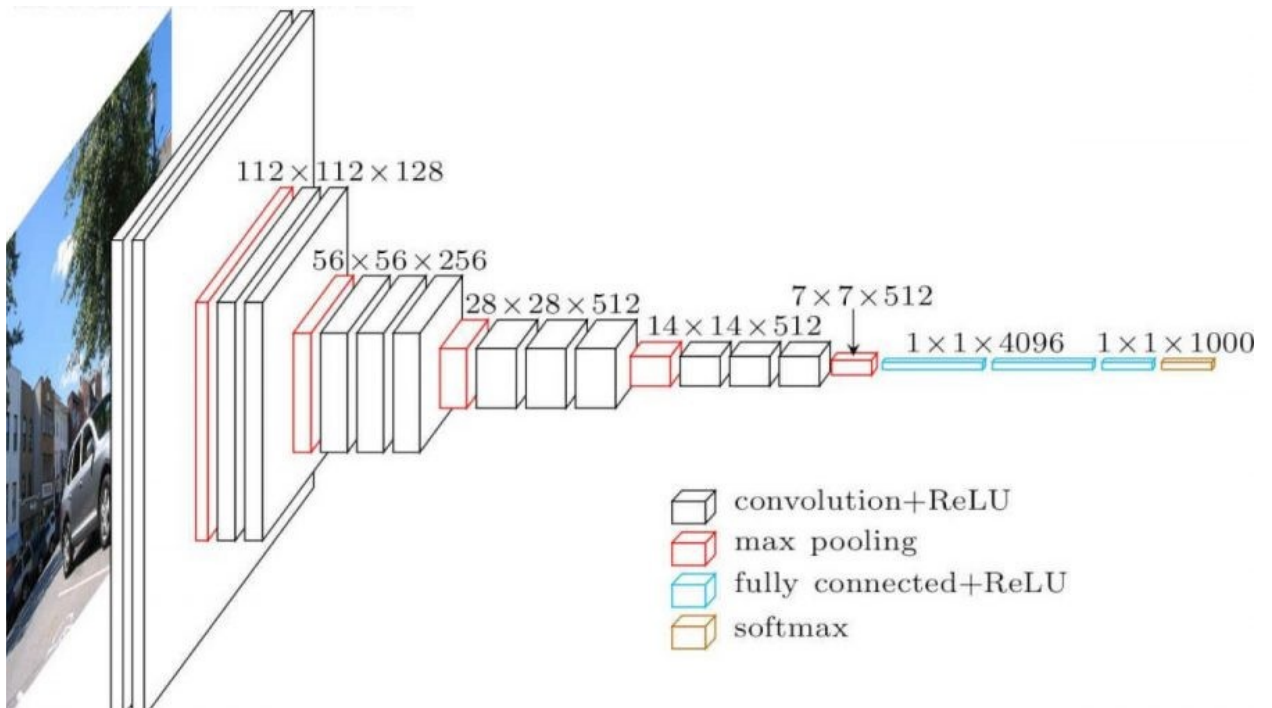 112×112×128
56×56×256
28×28×512
14×14×512
7×7×512
1×1×4096
1×1×1000
convolution+ReLU
max pooling
fully connected+ReLU
softmax